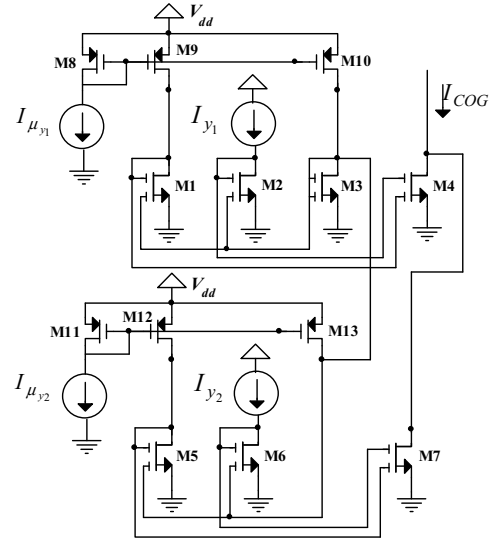 V_dd
M8
M9
M10
I_μ_y1
I_y1
I_COG
M1
M2
M3
M4
V_dd
M11
M12
M13
I_μ_y2
I_y2
M5
M6
M7